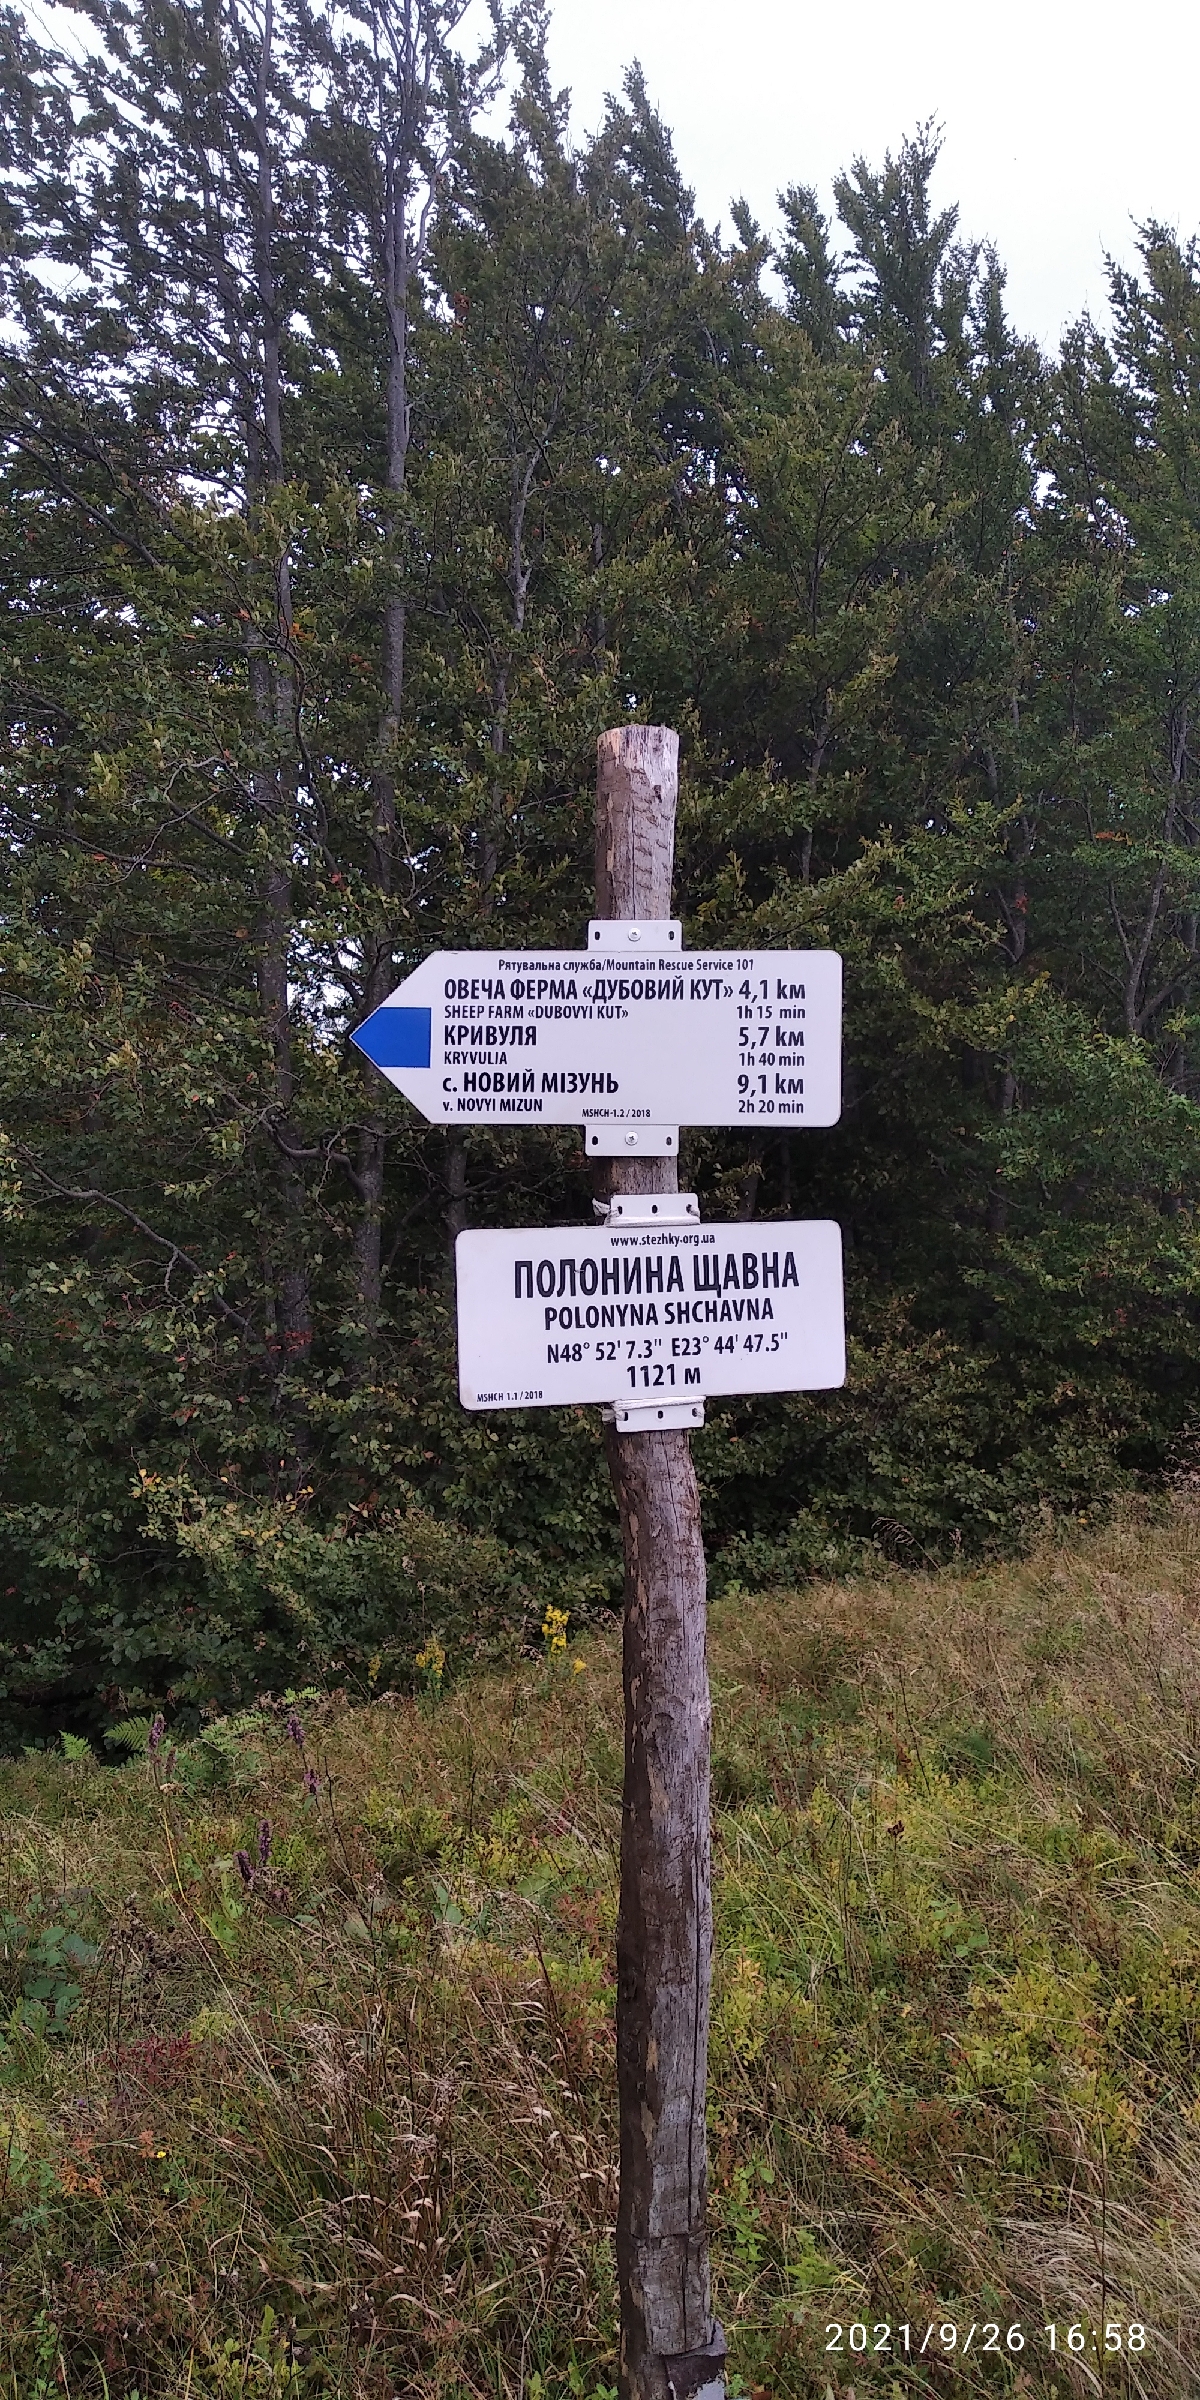 Рятувальна служба/Mountain Rescue Service 101
ОВЕЧА ФЕРМА «ДУБОВИЙ КУТ» 4,1 км
SHEEP FARM «DUBOVYI KUT» 1h 15 min
КРИВУЛЯ 5,7 км
KRYVULIA 1h 40 min
с. НОВИЙ МІЗУНЬ 9,1 км
v. NOVYI MIZUN 2h 20 min
MSHCH-1.2 / 2018
www.stezhky.org.ua
ПОЛОНИНА ЩАВНА
POLONYNA SHCHAVNA
N48° 52' 7.3" E23° 44' 47.5"
1121 м
MSHCH 1.1 / 2018
2021/9/26 16:58